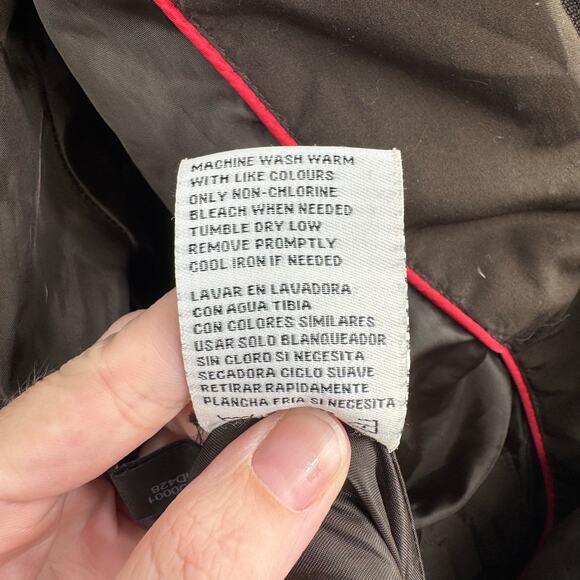 MACHINE WASH WARM
WITH LIKE COLOURS
ONLY NON-CHLORINE
BLEACH WHEN NEEDED
TUMBLE DRY LOW
REMOVE PROMPTLY
COOL IRON IF NEEDED
LAVAR EN LAVADORA
CON AGUA TIBIA
CON COLORES SIMILARES
USAR SOLO BLANQUEADOR
SIN CLORO SI NECESITA
SECADORA CICLO SUAVE
RETIRAR RAPIDAMENTE
PLANCHA FRIA SI NECESITA